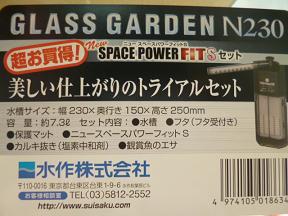 GLASS GARDEN N230
超お買得!
New
ニュー スペースパワーフィットS
SPACE POWER FIT S セット
美しい仕上がりのトライアルセット
水槽サイズ:幅230×奥行き150×高さ250mm
容 量:約7.3ℓ セット内容:●水槽 ●フタ(フタ受付き)
●保護マット ●ニュースペースパワーフィットS
●カルキ抜き(塩素中和剤) ●観賞魚のエサ
水作株式会社
〒110-0016 東京都台東区台東1-9-6
お客様相談室 TEL(03)5812-2552
http://www.suisaku.com
4 974105 018634